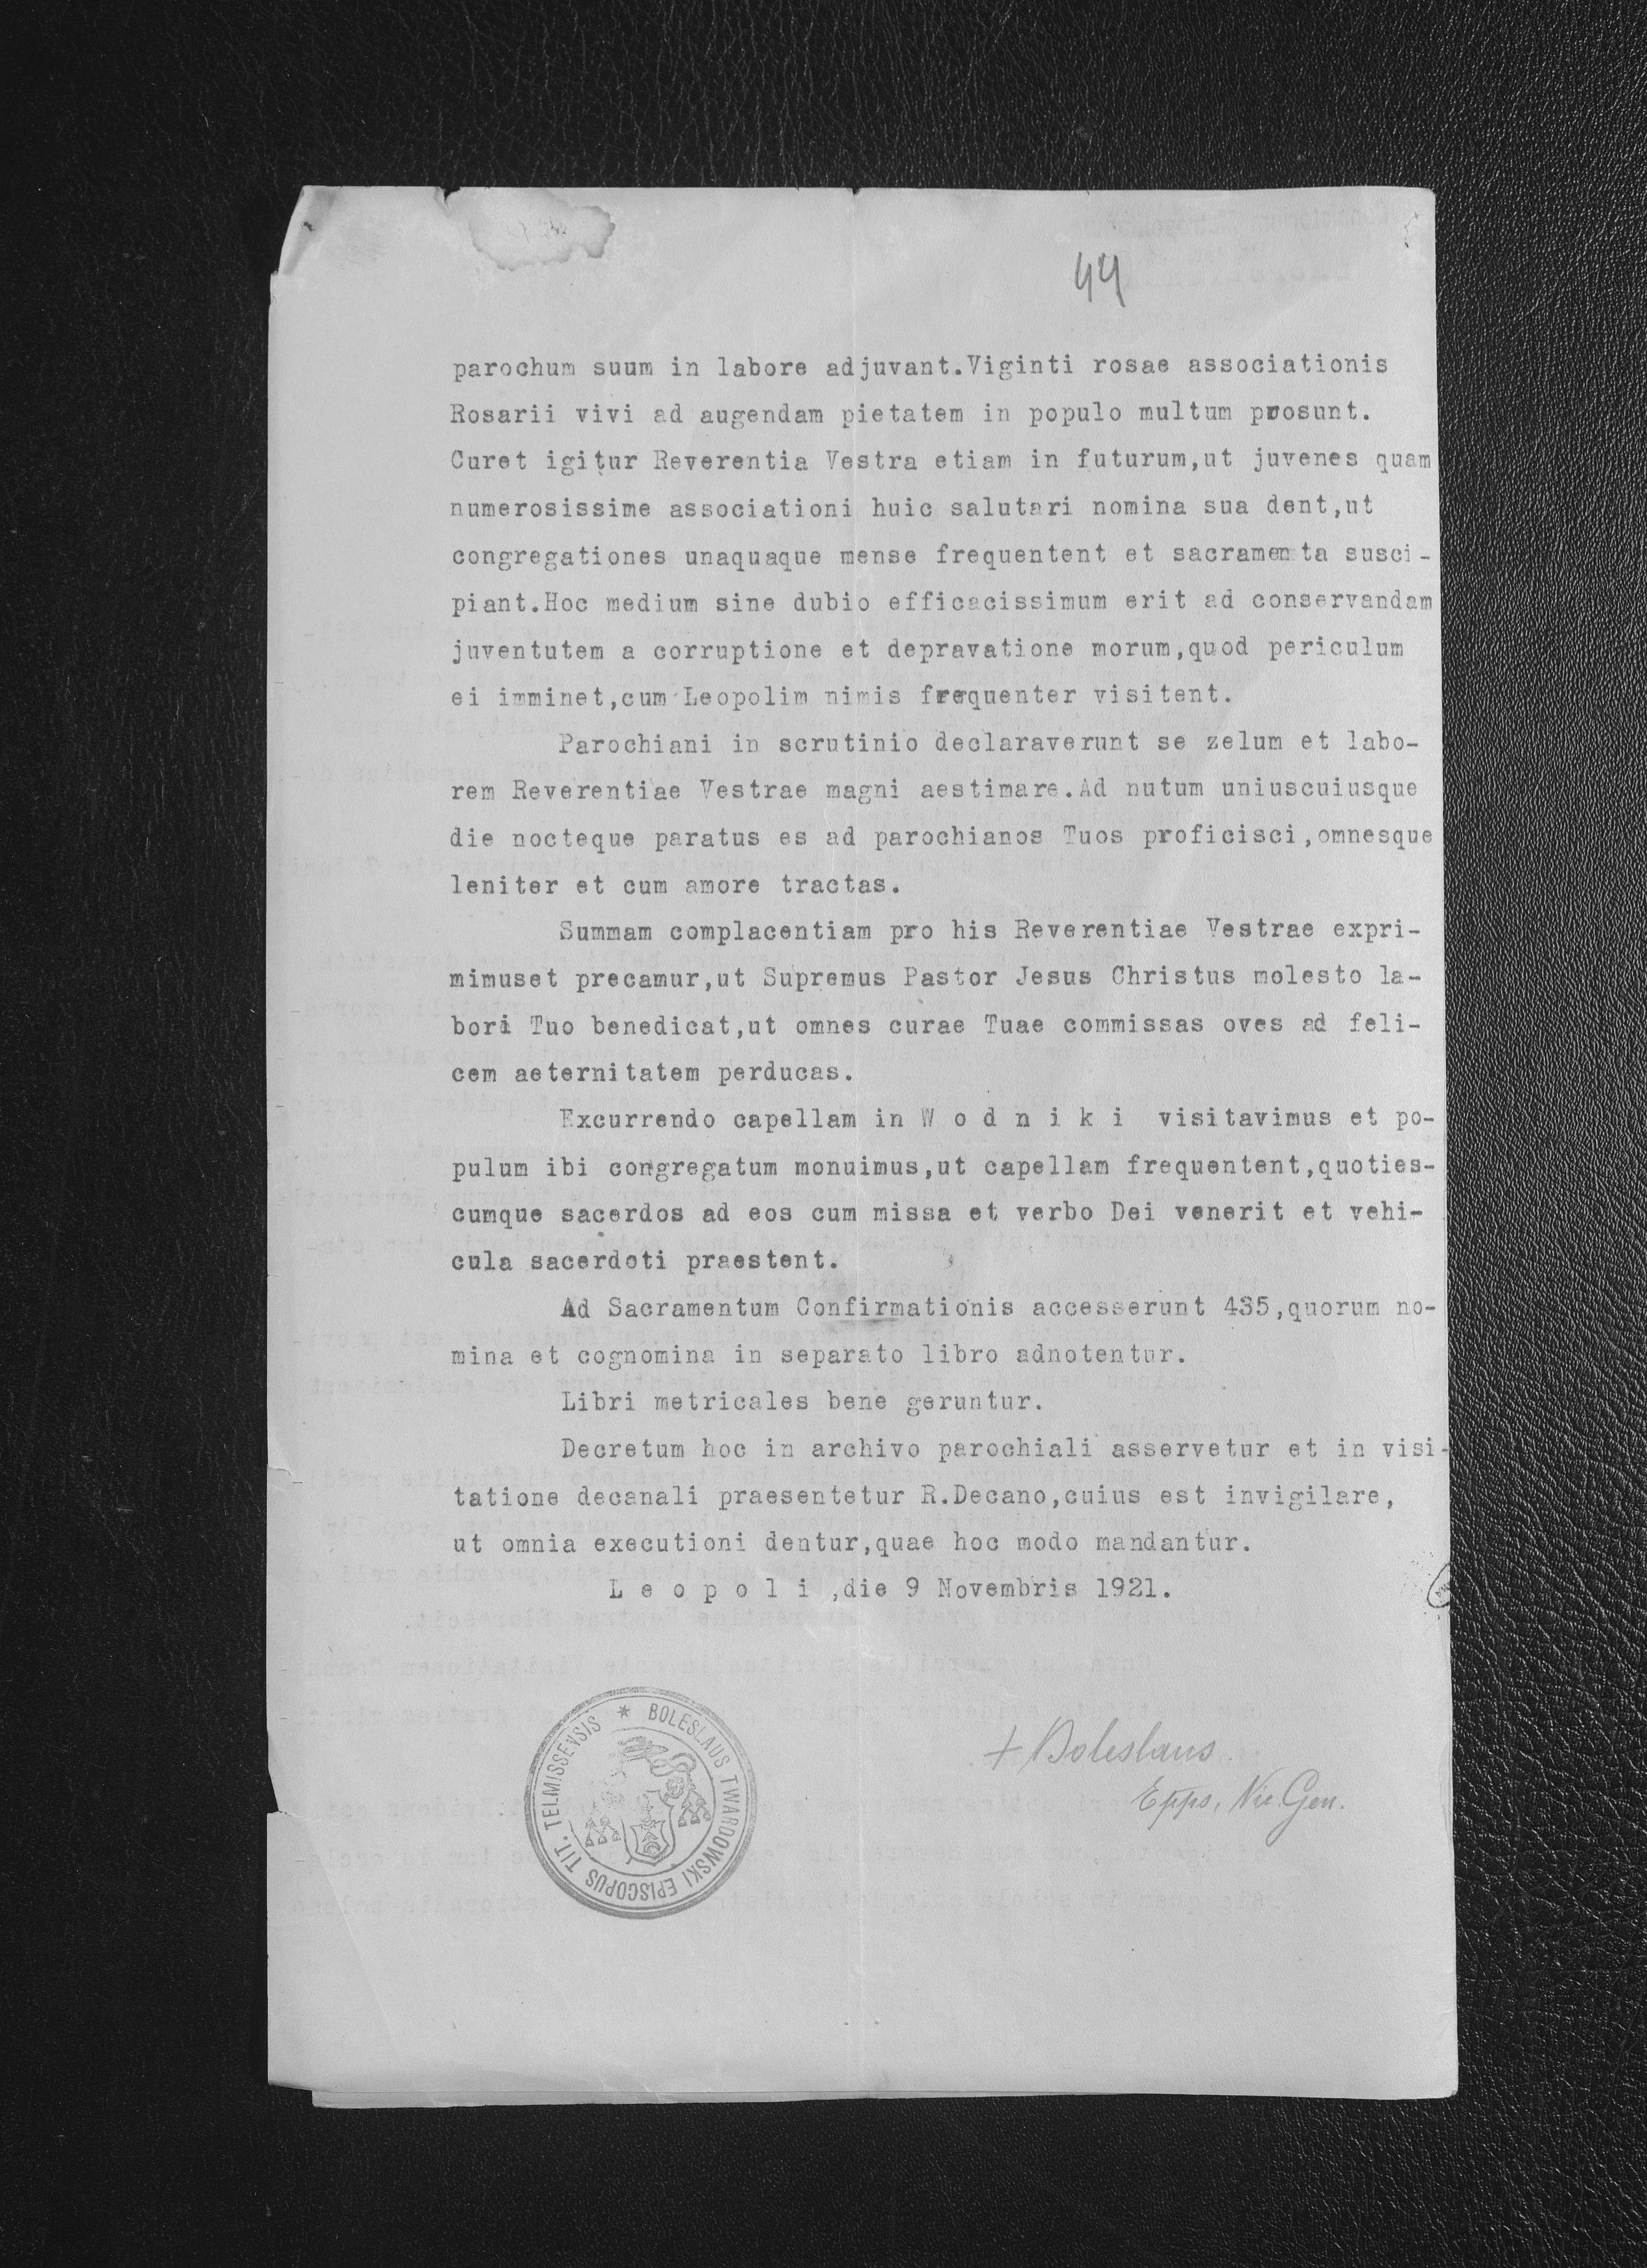 44
parochum suum in labore adjuvant.Viginti rosae associationis
Rosarii vivi ad augendam pietatem in populo multum prosunt.
Curet igitur Reverentia Vestra etiam in futurum,ut juvenes quam
numerosissime associationi huic salutari nomina sua dent,ut
congregationes unaquaque mense frequentent et sacramenta susci-
piant.Hoc medium sine dubio efficacissimum erit ad conservandam
juventutem a corruptione et depravatione morum,quod periculum
ei imminet,cum Leopolim nimis frequenter visitent.
Parochiani in scrutinio declaraverunt se zelum et labo-
rem Reverentiae Vestrae magni aestimare.Ad nutum uniuscuiusque
die nocteque paratus es ad parochianos Tuos proficisci,omnesque
leniter et cum amore tractas.
Summam complacentiam pro his Reverentiae Vestrae expri-
mimuset precamur,ut Supremus Pastor Jesus Christus molesto la-
bori Tuo benedicat,ut omnes curae Tuae commissas oves ad feli-
cem aeternitatem perducas.
Excurrendo capellam in W o d n i k i visitavimus et po-
pulum ibi congregatum monuimus,ut capellam frequentent,quoties-
cumque sacerdos ad eos cum missa et verbo Dei venerit et vehi-
cula sacerdoti praestent.
Ad Sacramentum Confirmationis accesserunt 435,quorum no-
mina et cognomina in separato libro adnotentur.
Libri metricales bene geruntur.
Decretum hoc in archivo parochiali asservetur et in visi-
tatione decanali praesentetur R.Decano,cuius est invigilare,
ut omnia executioni dentur,quae hoc modo mandantur.
L e o p o l i ,die 9 Novembris 1921.
* BOLESLAUS TWARDOWSKI EPISCOPUS TIT. TELMISSENSIS
+ Boleslaus
Epps, Vic. Gen.